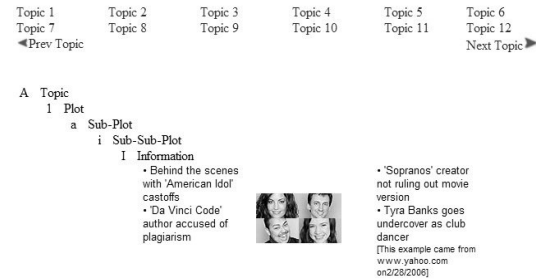 Topic 1 Topic 2 Topic 3 Topic 4 Topic 5 Topic 6
Topic 7 Topic 8 Topic 9 Topic 10 Topic 11 Topic 12
Prev Topic Next Topic
A Topic
1 Plot
a Sub-Plot
i Sub-Sub-Plot
I Information
• Behind the scenes
with 'American Idol'
castoffs
• 'Da Vinci Code'
author accused of
plagiarism
• 'Sopranos' creator
not ruling out movie
version
• Tyra Banks goes
undercover as club
dancer
[This example came from
www.yahoo.com
on2/28/2006]